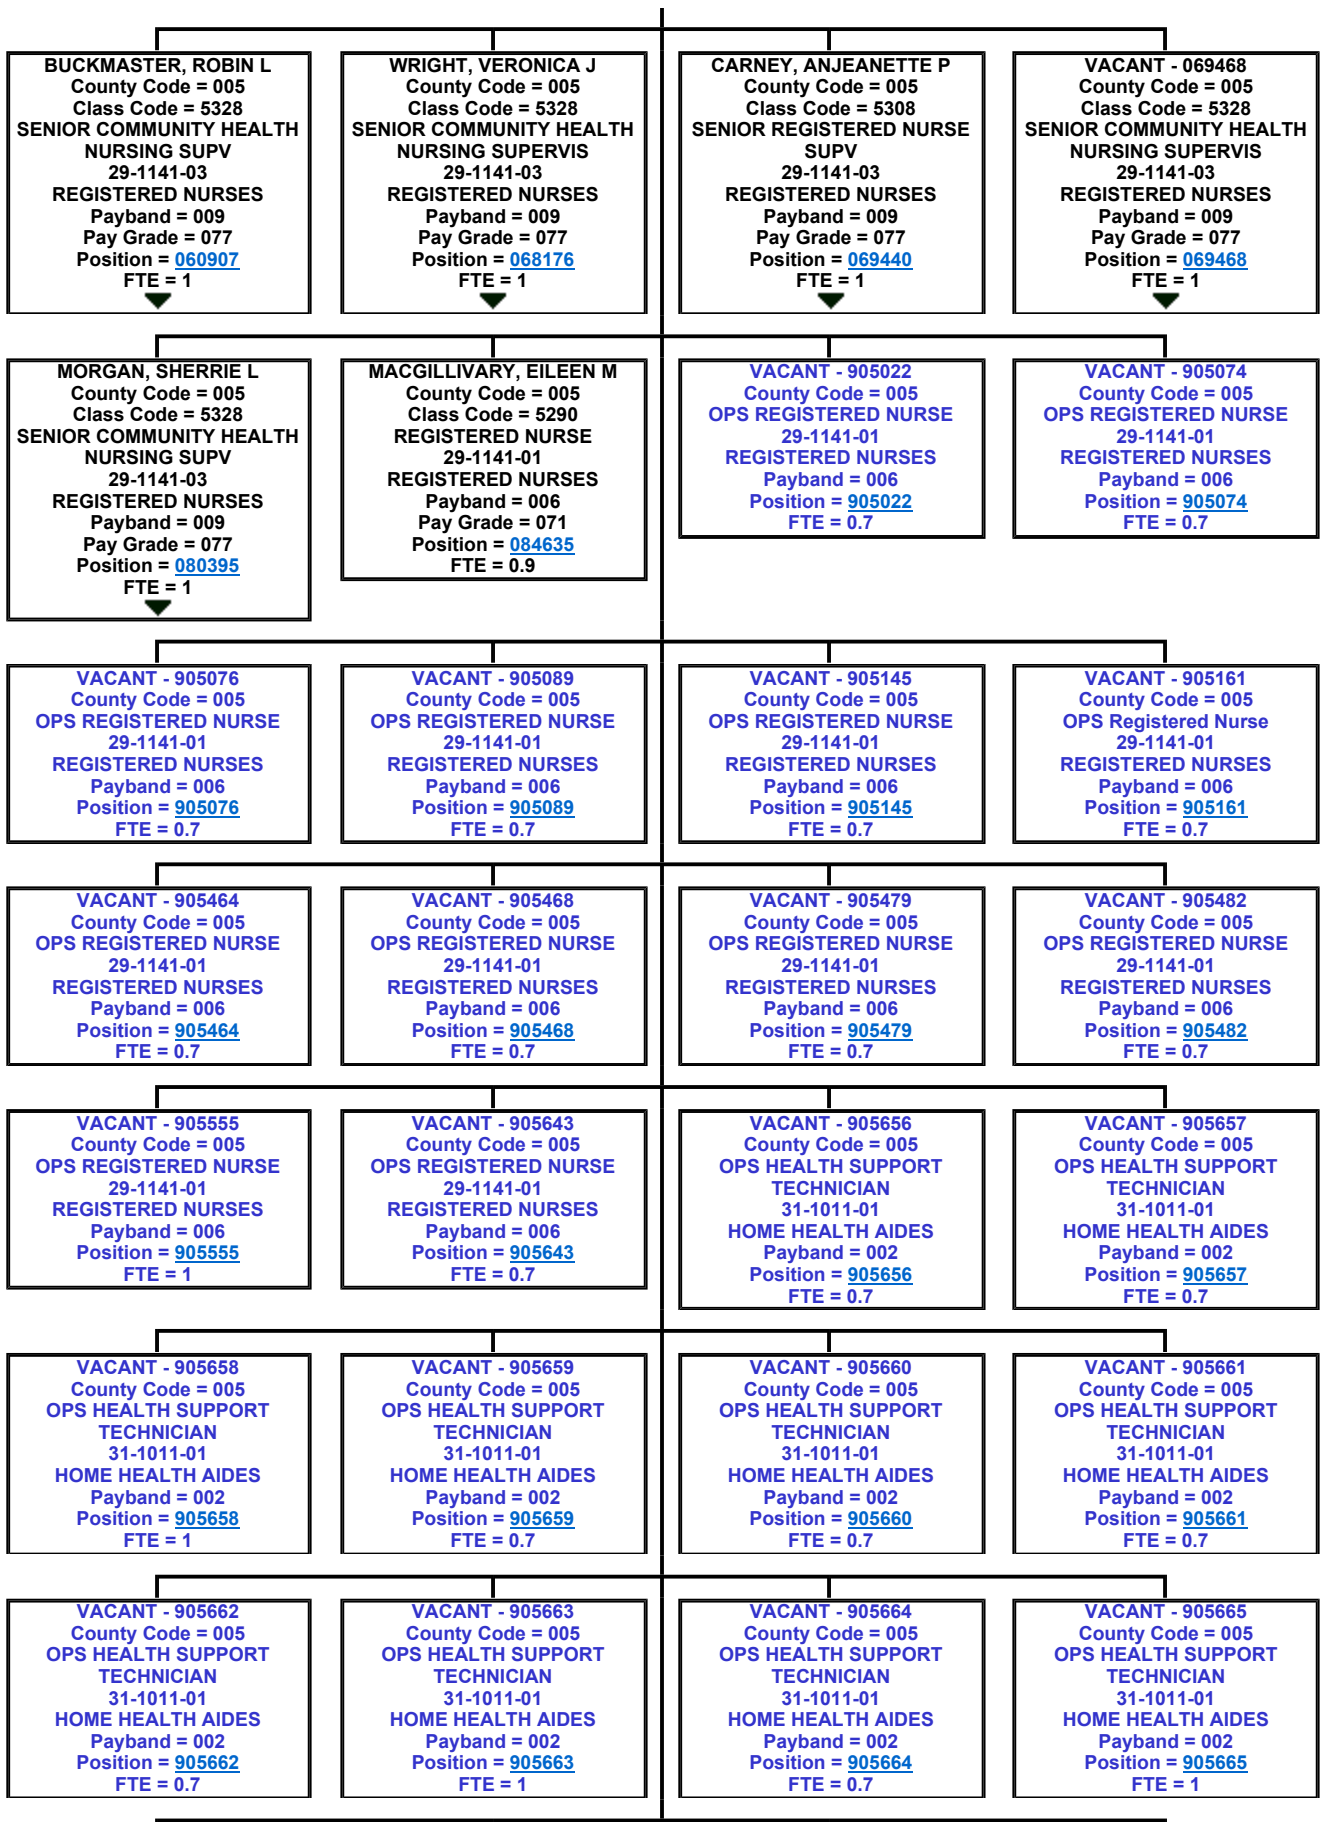 BUCKMASTER, ROBIN L
County Code = 005
Class Code = 5328
SENIOR COMMUNITY HEALTH
NURSING SUPV
29-1141-03
REGISTERED NURSES
Payband = 009
Pay Grade = 077
Position = 060907
FTE = 1
WRIGHT, VERONICA J
County Code = 005
Class Code = 5328
SENIOR COMMUNITY HEALTH
NURSING SUPERVIS
29-1141-03
REGISTERED NURSES
Payband = 009
Pay Grade = 077
Position = 068176
FTE = 1
CARNEY, ANJEANETTE P
County Code = 005
Class Code = 5308
SENIOR REGISTERED NURSE
SUPV
29-1141-03
REGISTERED NURSES
Payband = 009
Pay Grade = 077
Position = 069440
FTE = 1
VACANT - 069468
County Code = 005
Class Code = 5328
SENIOR COMMUNITY HEALTH
NURSING SUPERVIS
29-1141-03
REGISTERED NURSES
Payband = 009
Pay Grade = 077
Position = 069468
FTE = 1
MORGAN, SHERRIE L
County Code = 005
Class Code = 5328
SENIOR COMMUNITY HEALTH
NURSING SUPV
29-1141-03
REGISTERED NURSES
Payband = 009
Pay Grade = 077
Position = 080395
FTE = 1
MACGILLIVARY, EILEEN M
County Code = 005
Class Code = 5290
REGISTERED NURSE
29-1141-01
REGISTERED NURSES
Payband = 006
Pay Grade = 071
Position = 084635
FTE = 0.9
VACANT - 905022
County Code = 005
OPS REGISTERED NURSE
29-1141-01
REGISTERED NURSES
Payband = 006
Position = 905022
FTE = 0.7
VACANT - 905074
County Code = 005
OPS REGISTERED NURSE
29-1141-01
REGISTERED NURSES
Payband = 006
Position = 905074
FTE = 0.7
VACANT - 905076
County Code = 005
OPS REGISTERED NURSE
29-1141-01
REGISTERED NURSES
Payband = 006
Position = 905076
FTE = 0.7
VACANT - 905089
County Code = 005
OPS REGISTERED NURSE
29-1141-01
REGISTERED NURSES
Payband = 006
Position = 905089
FTE = 0.7
VACANT - 905145
County Code = 005
OPS REGISTERED NURSE
29-1141-01
REGISTERED NURSES
Payband = 006
Position = 905145
FTE = 0.7
VACANT - 905161
County Code = 005
OPS Registered Nurse
29-1141-01
REGISTERED NURSES
Payband = 006
Position = 905161
FTE = 0.7
VACANT - 905464
County Code = 005
OPS REGISTERED NURSE
29-1141-01
REGISTERED NURSES
Payband = 006
Position = 905464
FTE = 0.7
VACANT - 905468
County Code = 005
OPS REGISTERED NURSE
29-1141-01
REGISTERED NURSES
Payband = 006
Position = 905468
FTE = 0.7
VACANT - 905479
County Code = 005
OPS REGISTERED NURSE
29-1141-01
REGISTERED NURSES
Payband = 006
Position = 905479
FTE = 0.7
VACANT - 905482
County Code = 005
OPS REGISTERED NURSE
29-1141-01
REGISTERED NURSES
Payband = 006
Position = 905482
FTE = 0.7
VACANT - 905555
County Code = 005
OPS REGISTERED NURSE
29-1141-01
REGISTERED NURSES
Payband = 006
Position = 905555
FTE = 1
VACANT - 905643
County Code = 005
OPS REGISTERED NURSE
29-1141-01
REGISTERED NURSES
Payband = 006
Position = 905643
FTE = 0.7
VACANT - 905656
County Code = 005
OPS HEALTH SUPPORT
TECHNICIAN
31-1011-01
HOME HEALTH AIDES
Payband = 002
Position = 905656
FTE = 0.7
VACANT - 905657
County Code = 005
OPS HEALTH SUPPORT
TECHNICIAN
31-1011-01
HOME HEALTH AIDES
Payband = 002
Position = 905657
FTE = 0.7
VACANT - 905658
County Code = 005
OPS HEALTH SUPPORT
TECHNICIAN
31-1011-01
HOME HEALTH AIDES
Payband = 002
Position = 905658
FTE = 1
VACANT - 905659
County Code = 005
OPS HEALTH SUPPORT
TECHNICIAN
31-1011-01
HOME HEALTH AIDES
Payband = 002
Position = 905659
FTE = 0.7
VACANT - 905660
County Code = 005
OPS HEALTH SUPPORT
TECHNICIAN
31-1011-01
HOME HEALTH AIDES
Payband = 002
Position = 905660
FTE = 0.7
VACANT - 905661
County Code = 005
OPS HEALTH SUPPORT
TECHNICIAN
31-1011-01
HOME HEALTH AIDES
Payband = 002
Position = 905661
FTE = 0.7
VACANT - 905662
County Code = 005
OPS HEALTH SUPPORT
TECHNICIAN
31-1011-01
HOME HEALTH AIDES
Payband = 002
Position = 905662
FTE = 0.7
VACANT - 905663
County Code = 005
OPS HEALTH SUPPORT
TECHNICIAN
31-1011-01
HOME HEALTH AIDES
Payband = 002
Position = 905663
FTE = 1
VACANT - 905664
County Code = 005
OPS HEALTH SUPPORT
TECHNICIAN
31-1011-01
HOME HEALTH AIDES
Payband = 002
Position = 905664
FTE = 0.7
VACANT - 905665
County Code = 005
OPS HEALTH SUPPORT
TECHNICIAN
31-1011-01
HOME HEALTH AIDES
Payband = 002
Position = 905665
FTE = 1